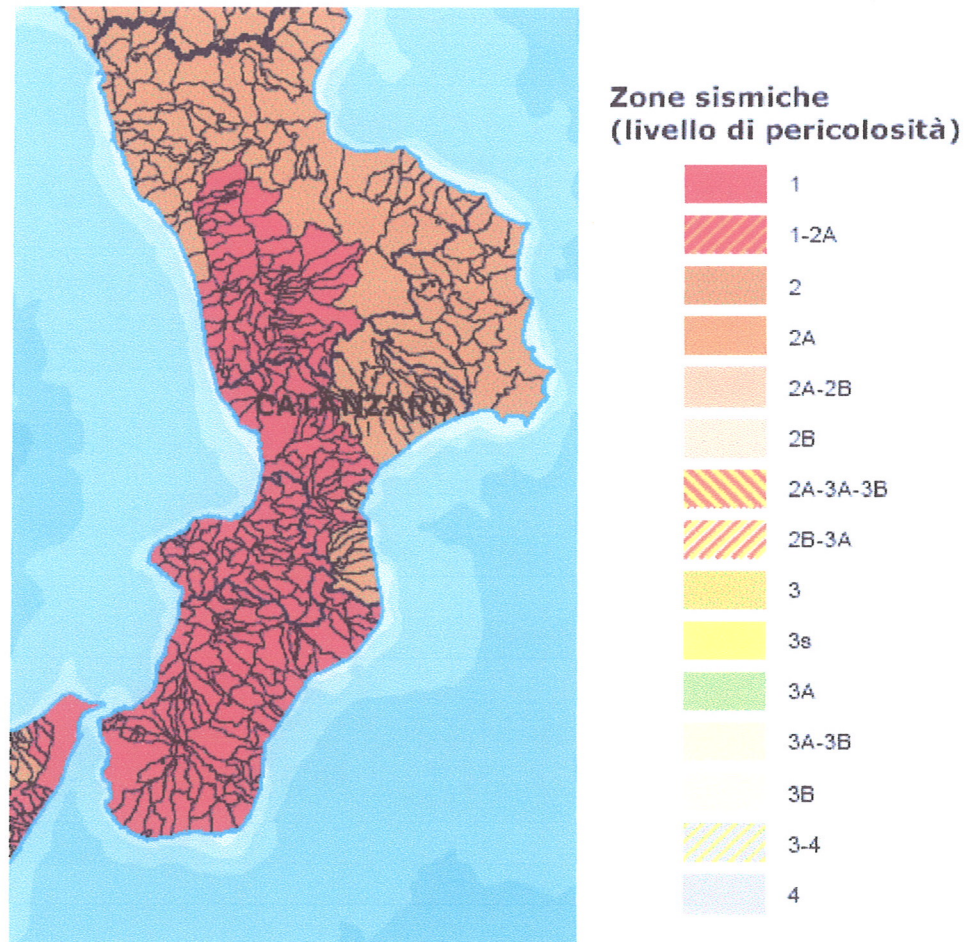 Zone sismiche
(livello di pericolosità)
1
1-2A
2
2A
2A-2B
2B
2A-3A-3B
2B-3A
3
3s
3A
3A-3B
3B
3-4
4
CATANZARO